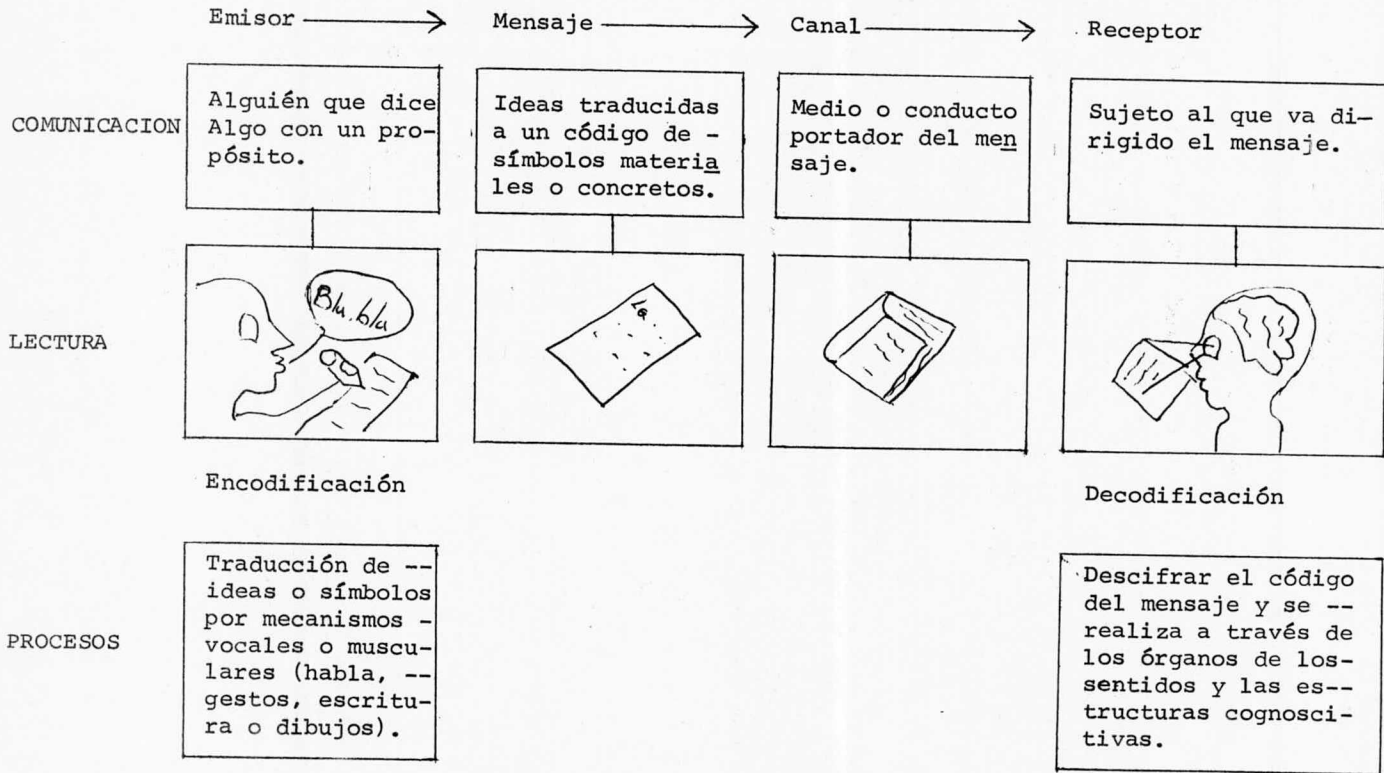 Emisor Mensaje Canal Receptor
COMUNICACION
Alguién que dice
Algo con un pro-
pósito.
Ideas traducidas
a un código de -
símbolos materia
les o concretos.
Medio o conducto
portador del men
saje.
Sujeto al que va di-
rigido el mensaje.
LECTURA
Bla, bla
La
PROCESOS
Encodificación
Traducción de --
ideas o símbolos
por mecanismos -
vocales o muscu-
lares (habla, --
gestos, escritu-
ra o dibujos).
Decodificación
Descifrar el código
del mensaje y se --
realiza a través de
los órganos de los-
sentidos y las es--
tructuras cognosci-
tivas.